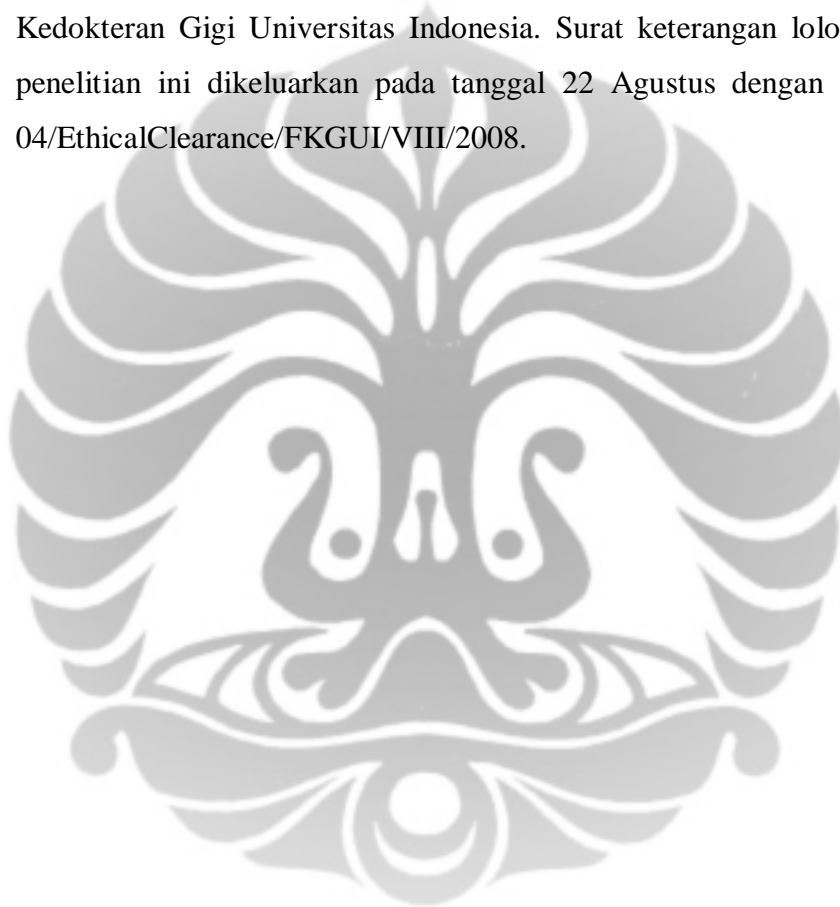 Kedokteran Gigi Universitas Indonesia. Surat keterangan lolo
penelitian ini dikeluarkan pada tanggal 22 Agustus dengan
04/EthicalClearance/FKGUI/VIII/2008.